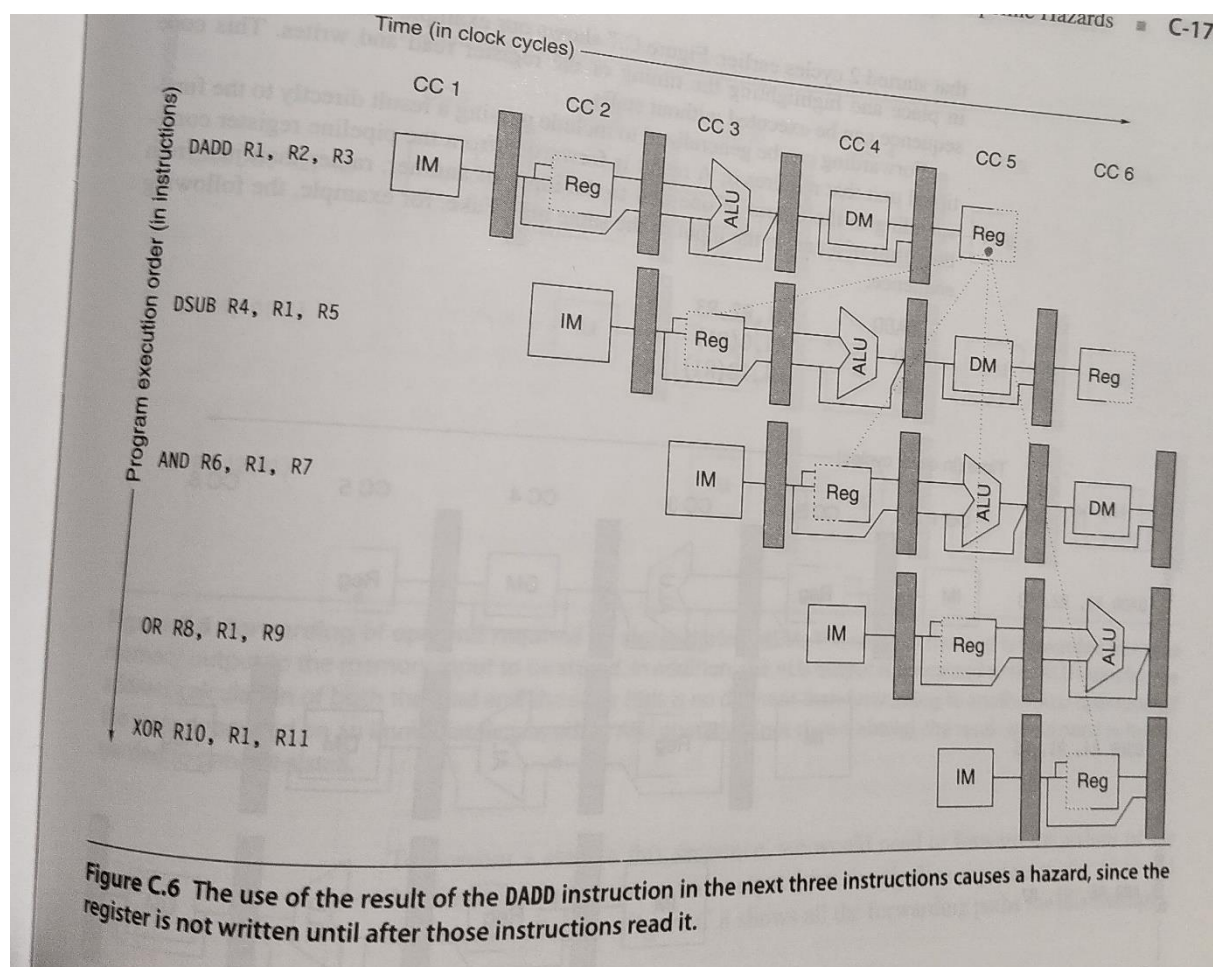 Hazards ■ C-17
Time (in clock cycles)
CC 1 CC 2 CC 3 CC 4 CC 5 CC 6
Program execution order (in instructions)
DADD R1, R2, R3 IM Reg ALU DM Reg
DSUB R4, R1, R5 IM Reg ALU DM Reg
AND R6, R1, R7 IM Reg ALU DM
OR R8, R1, R9 IM Reg ALU
XOR R10, R1, R11 IM Reg
Figure C.6 The use of the result of the DADD instruction in the next three instructions causes a hazard, since the
register is not written until after those instructions read it.